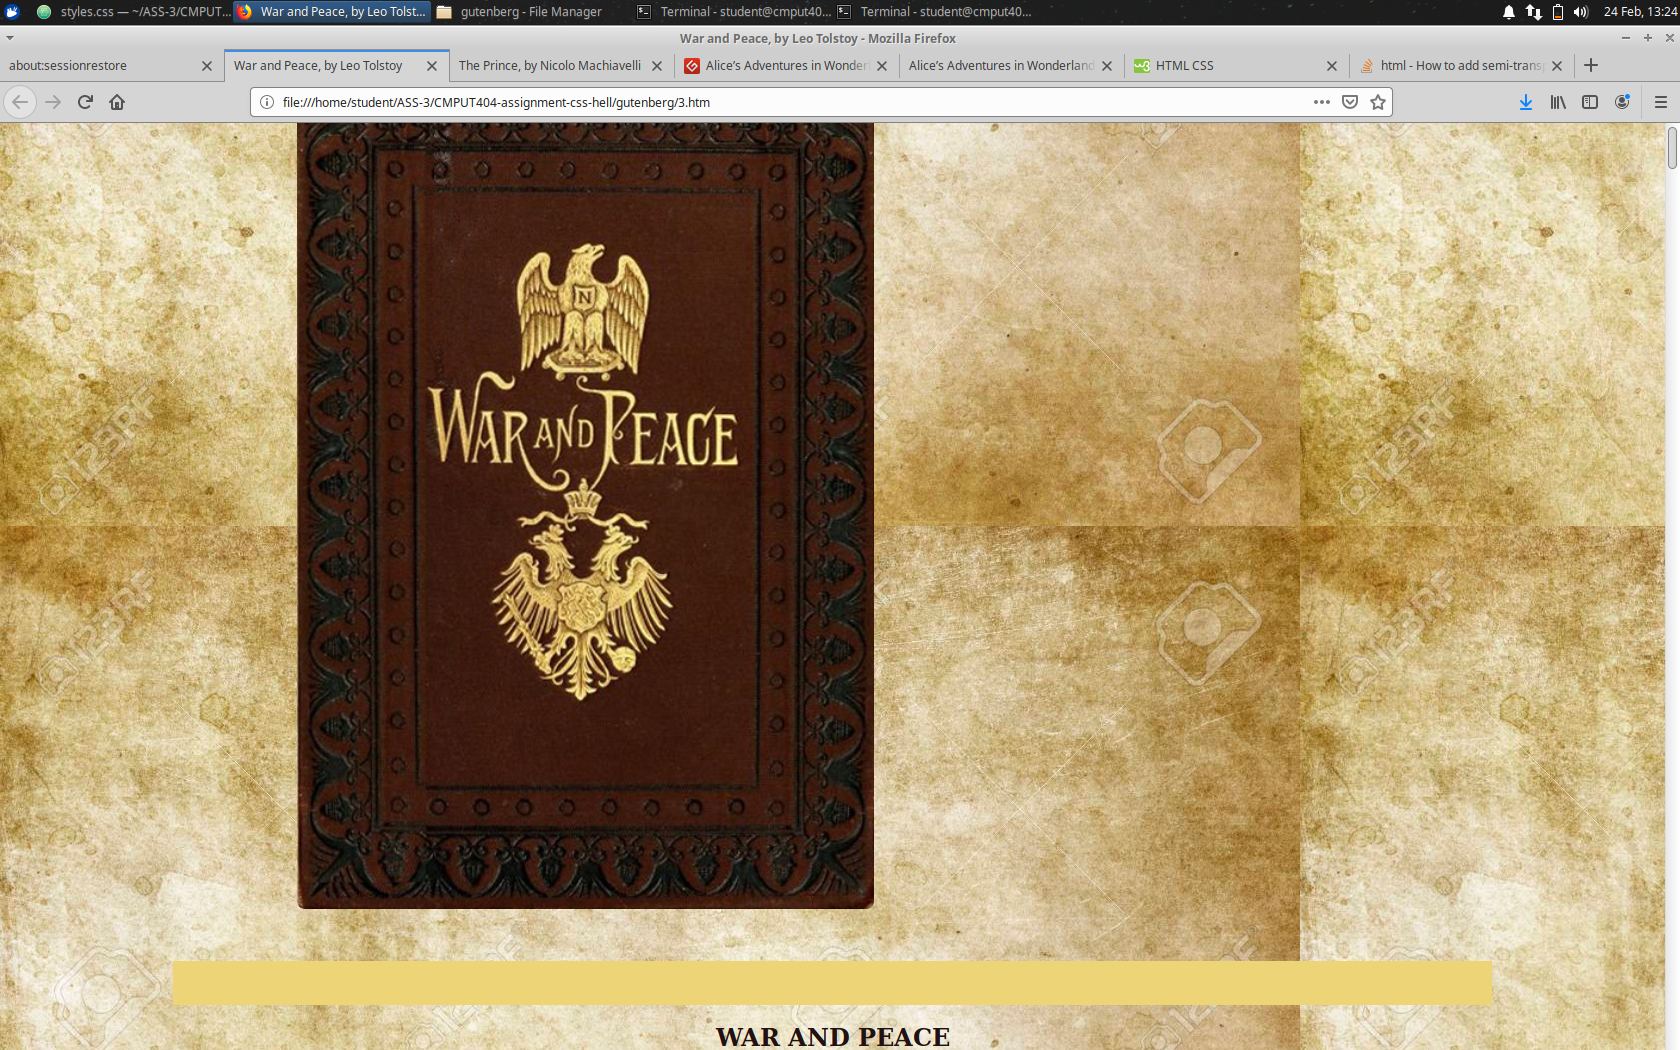 styles.css — ~/ASS-3/CMPUT... War and Peace, by Leo Tolst... gutenberg - File Manager Terminal - student@cmput40... Terminal - student@cmput40... 24 Feb, 13:24
War and Peace, by Leo Tolstoy - Mozilla Firefox
about:sessionrestore War and Peace, by Leo Tolstoy The Prince, by Nicolo Machiavelli Alice's Adventures in Wonder Alice's Adventures in Wonderland, HTML CSS html - How to add semi-transp
file:///home/student/ASS-3/CMPUT404-assignment-css-hell/gutenberg/3.htm
N
WAR AND PEACE
123RF
123RF
123RF
123RF
WAR AND PEACE